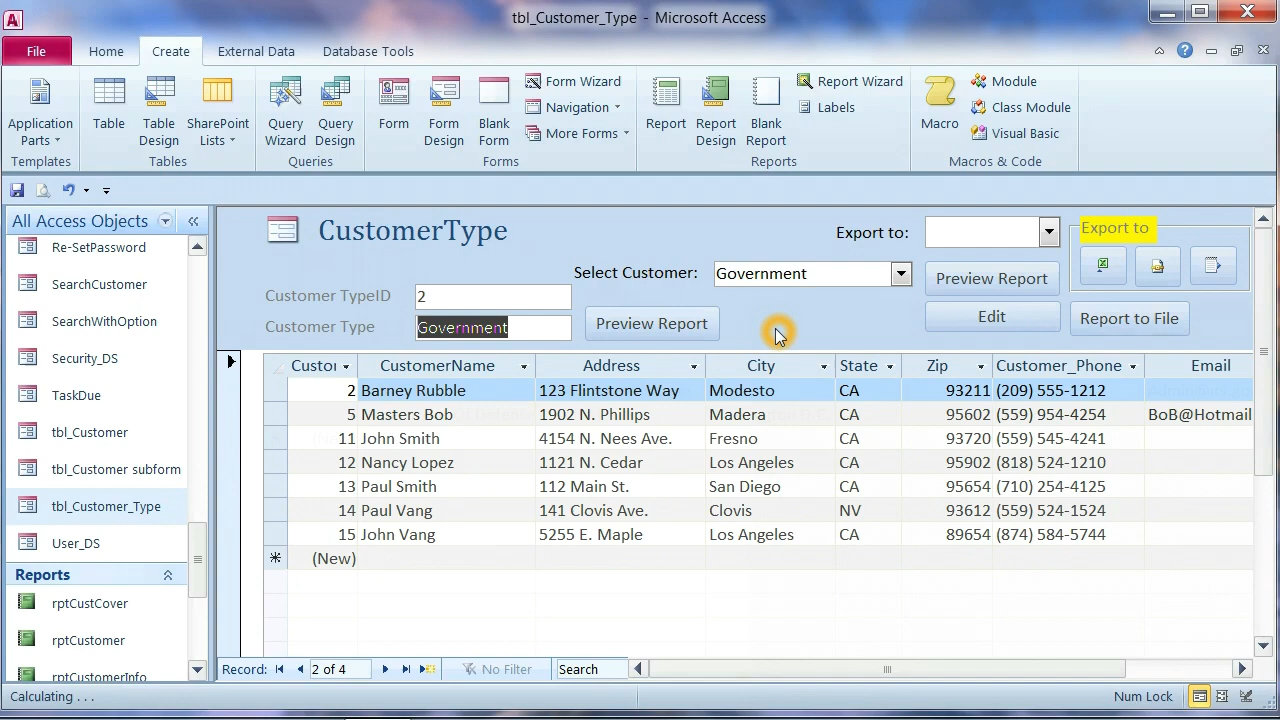 tbl_Customer_Type - Microsoft Access
File Home Create External Data Database Tools
Application Parts
Table
Table Design
SharePoint Lists
Query Wizard
Query Design
Form
Form Design
Blank Form
Form Wizard
Navigation
More Forms
Report
Report Design
Blank Report
Report Wizard
Labels
Macro
Module
Class Module
Visual Basic
Templates Tables Queries Forms Reports Macros & Code
All Access Objects
Re-SetPassword
SearchCustomer
SearchWithOption
Security_DS
TaskDue
tbl_Customer
tbl_Customer subform
tbl_Customer_Type
User_DS
Reports
rptCustCover
rptCustomer
rptCustomerInfo
CustomerType
Export to:
Export to
Select Customer: Government
Preview Report
Customer TypeID 2
Customer Type Government
Preview Report
Edit
Report to File
Custor CustomerName Address City State Zip Customer_Phone Email
2 Barney Rubble 123 Flintstone Way Modesto CA 93211 (209) 555-1212
5 Masters Bob 1902 N. Phillips Madera CA 95602 (559) 954-4254 BoB@Hotmail
11 John Smith 4154 N. Nees Ave. Fresno CA 93720 (559) 545-4241
12 Nancy Lopez 1121 N. Cedar Los Angeles CA 95902 (818) 524-1210
13 Paul Smith 112 Main St. San Diego CA 95654 (710) 254-4125
14 Paul Vang 141 Clovis Ave. Clovis NV 93612 (559) 524-1524
15 John Vang 5255 E. Maple Los Angeles CA 89654 (874) 584-5744
(New)
Record: 2 of 4 No Filter Search
Calculating . . . Num Lock